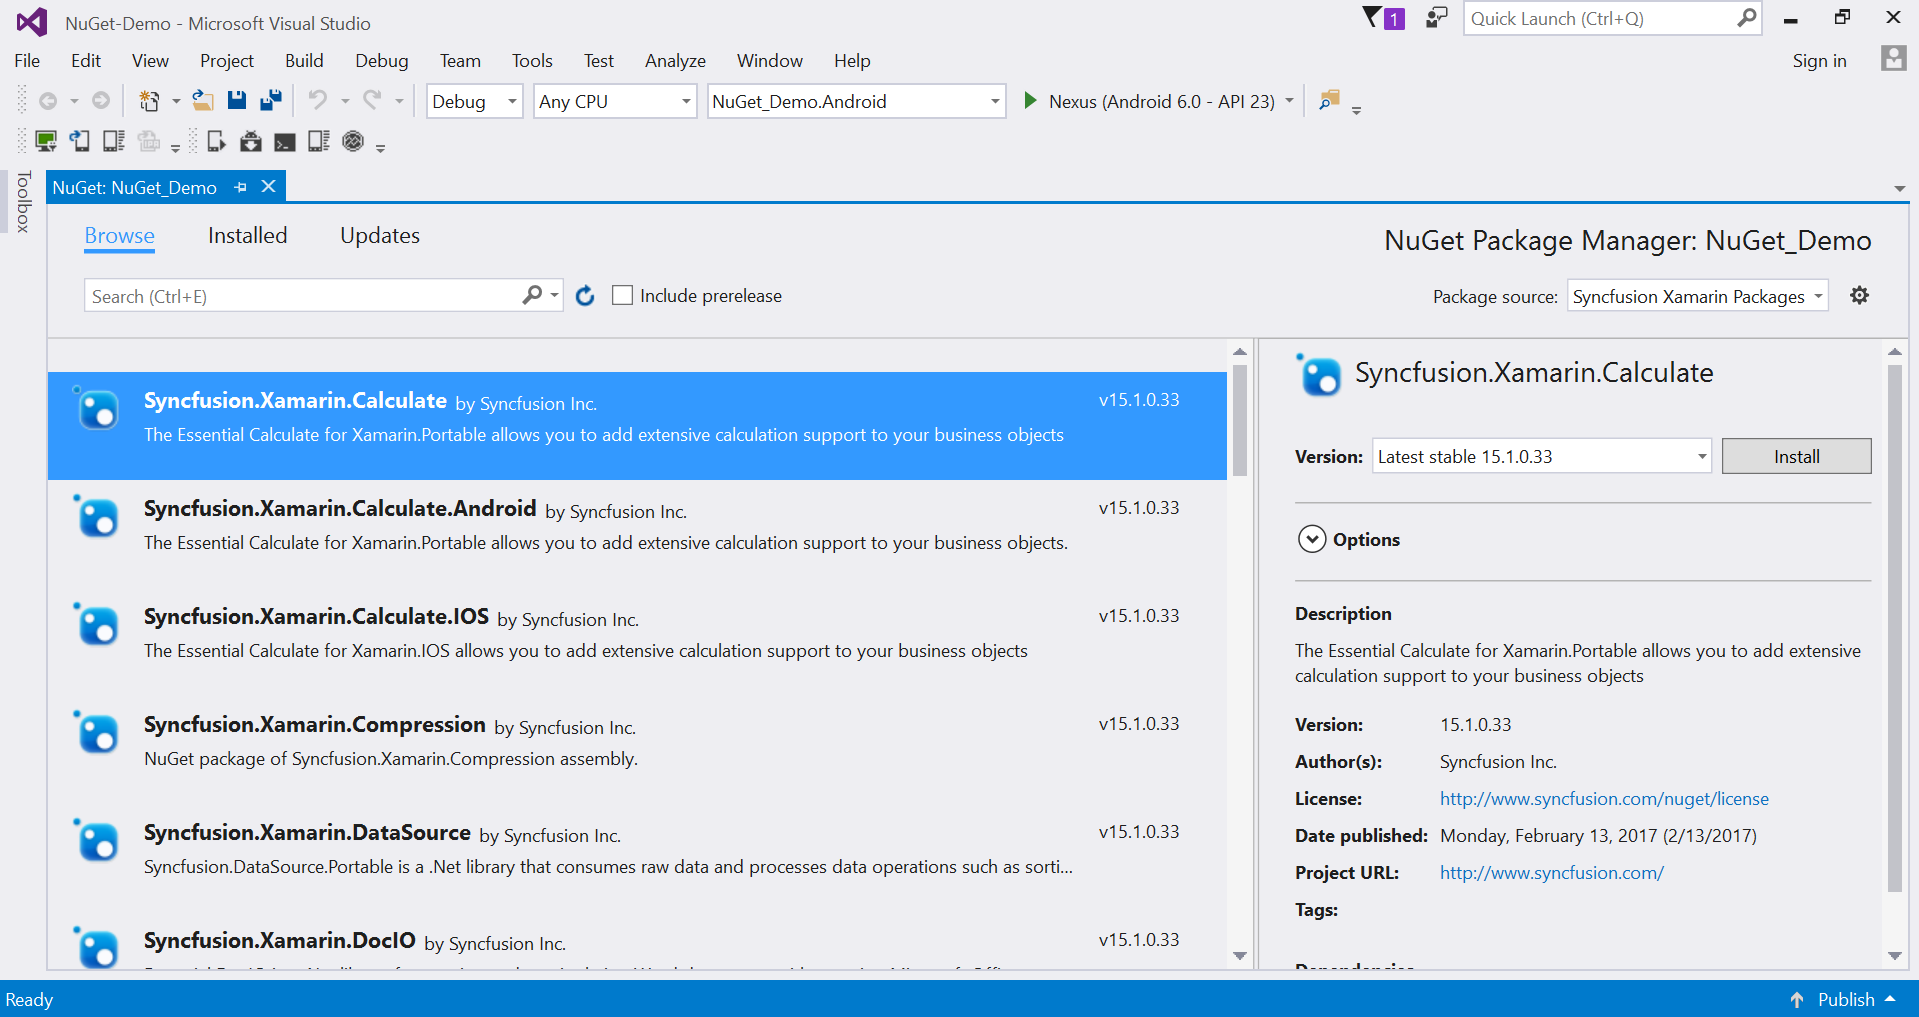 NuGet-Demo - Microsoft Visual Studio
1
Quick Launch (Ctrl+Q)
File Edit View Project Build Debug Team Tools Test Analyze Window Help
Sign in
Debug Any CPU NuGet_Demo.Android Nexus (Android 6.0 - API 23)
Toolbox
NuGet: NuGet_Demo
Browse Installed Updates
NuGet Package Manager: NuGet_Demo
Search (Ctrl+E)
Include prerelease
Package source: Syncfusion Xamarin Packages
Syncfusion.Xamarin.Calculate by Syncfusion Inc. v15.1.0.33
The Essential Calculate for Xamarin.Portable allows you to add extensive calculation support to your business objects
Syncfusion.Xamarin.Calculate.Android by Syncfusion Inc. v15.1.0.33
The Essential Calculate for Xamarin.Portable allows you to add extensive calculation support to your business objects.
Syncfusion.Xamarin.Calculate.IOS by Syncfusion Inc. v15.1.0.33
The Essential Calculate for Xamarin.IOS allows you to add extensive calculation support to your business objects
Syncfusion.Xamarin.Compression by Syncfusion Inc. v15.1.0.33
NuGet package of Syncfusion.Xamarin.Compression assembly.
Syncfusion.Xamarin.DataSource by Syncfusion Inc. v15.1.0.33
Syncfusion.DataSource.Portable is a .Net library that consumes raw data and processes data operations such as sorti...
Syncfusion.Xamarin.DocIO by Syncfusion Inc. v15.1.0.33
Syncfusion.Xamarin.Calculate
Version: Latest stable 15.1.0.33 Install
Options
Description
The Essential Calculate for Xamarin.Portable allows you to add extensive
calculation support to your business objects
Version: 15.1.0.33
Author(s): Syncfusion Inc.
License: http://www.syncfusion.com/nuget/license
Date published: Monday, February 13, 2017 (2/13/2017)
Project URL: http://www.syncfusion.com/
Tags:
Ready
Publish